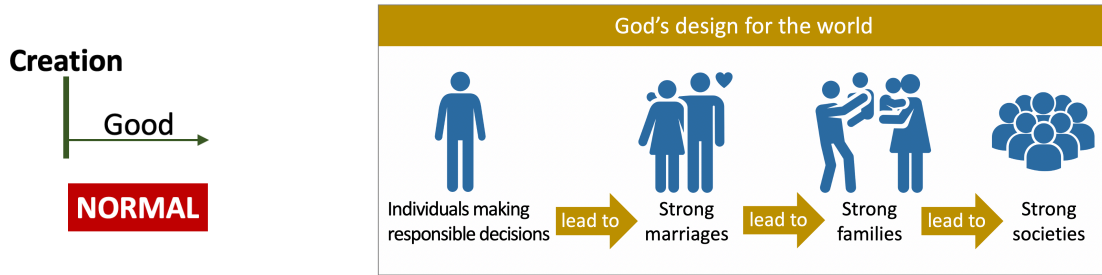 Creation
Good
NORMAL
God's design for the world
Individuals making
responsible decisions
lead to
Strong
marriages
lead to
Strong
families
lead to
Strong
societies